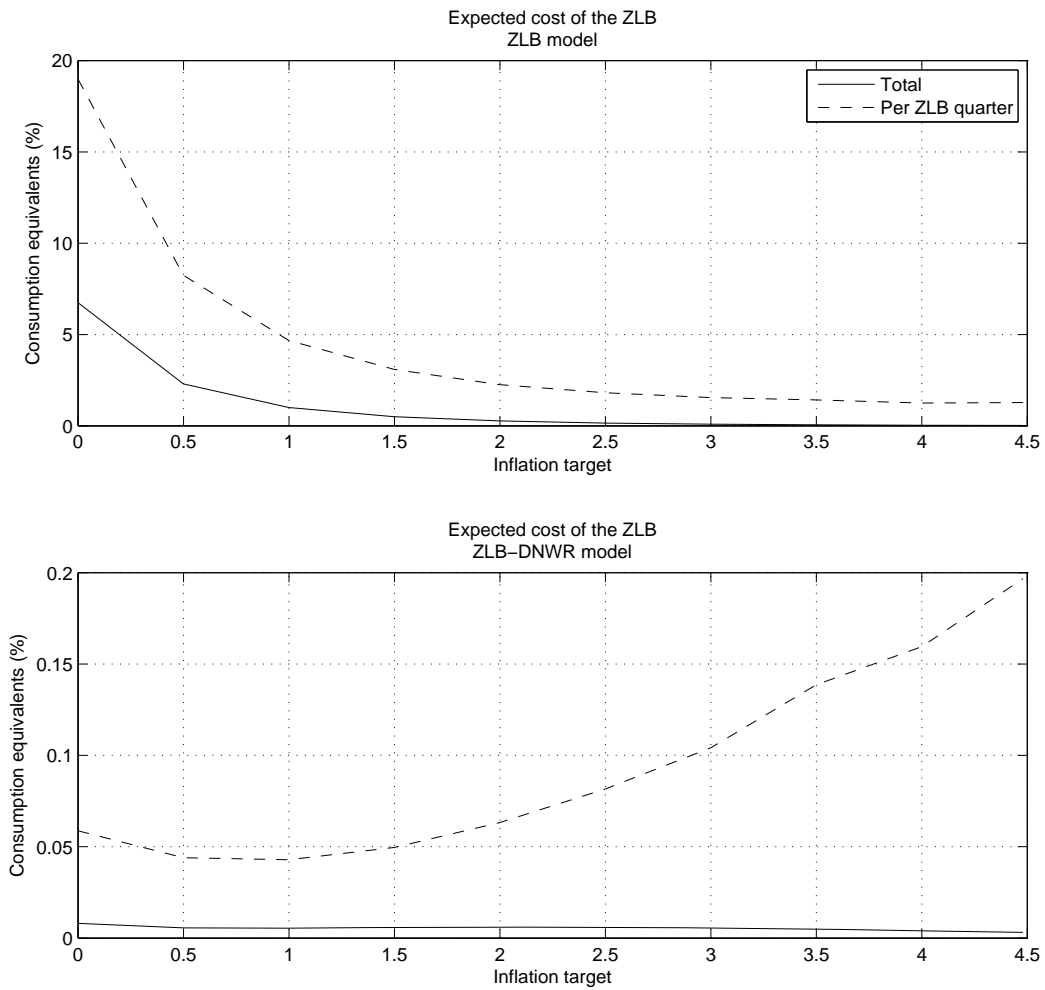 Expected cost of the ZLB
ZLB model
20
15
10
5
0
Consumption equivalents (%)
Total
Per ZLB quarter
0 0.5 1 1.5 2 2.5 3 3.5 4 4.5
Inflation target
Expected cost of the ZLB
ZLB−DNWR model
0.2
0.15
0.1
0.05
0
Consumption equivalents (%)
0 0.5 1 1.5 2 2.5 3 3.5 4 4.5
Inflation target